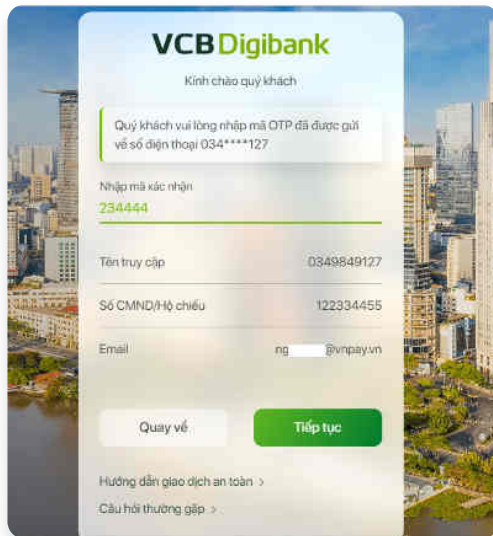 VCB Digibank
Kính chào quý khách
Quý khách vui lòng nhập mã OTP đã được gửi
về số điện thoại 034****127
Nhập mã xác nhận
234444
Tên truy cập 0349849127
Số CMND/Hộ chiếu 122334455
Email ng @vnpay.vn
Quay về Tiếp tục
Hướng dẫn giao dịch an toàn >
Câu hỏi thường gặp >